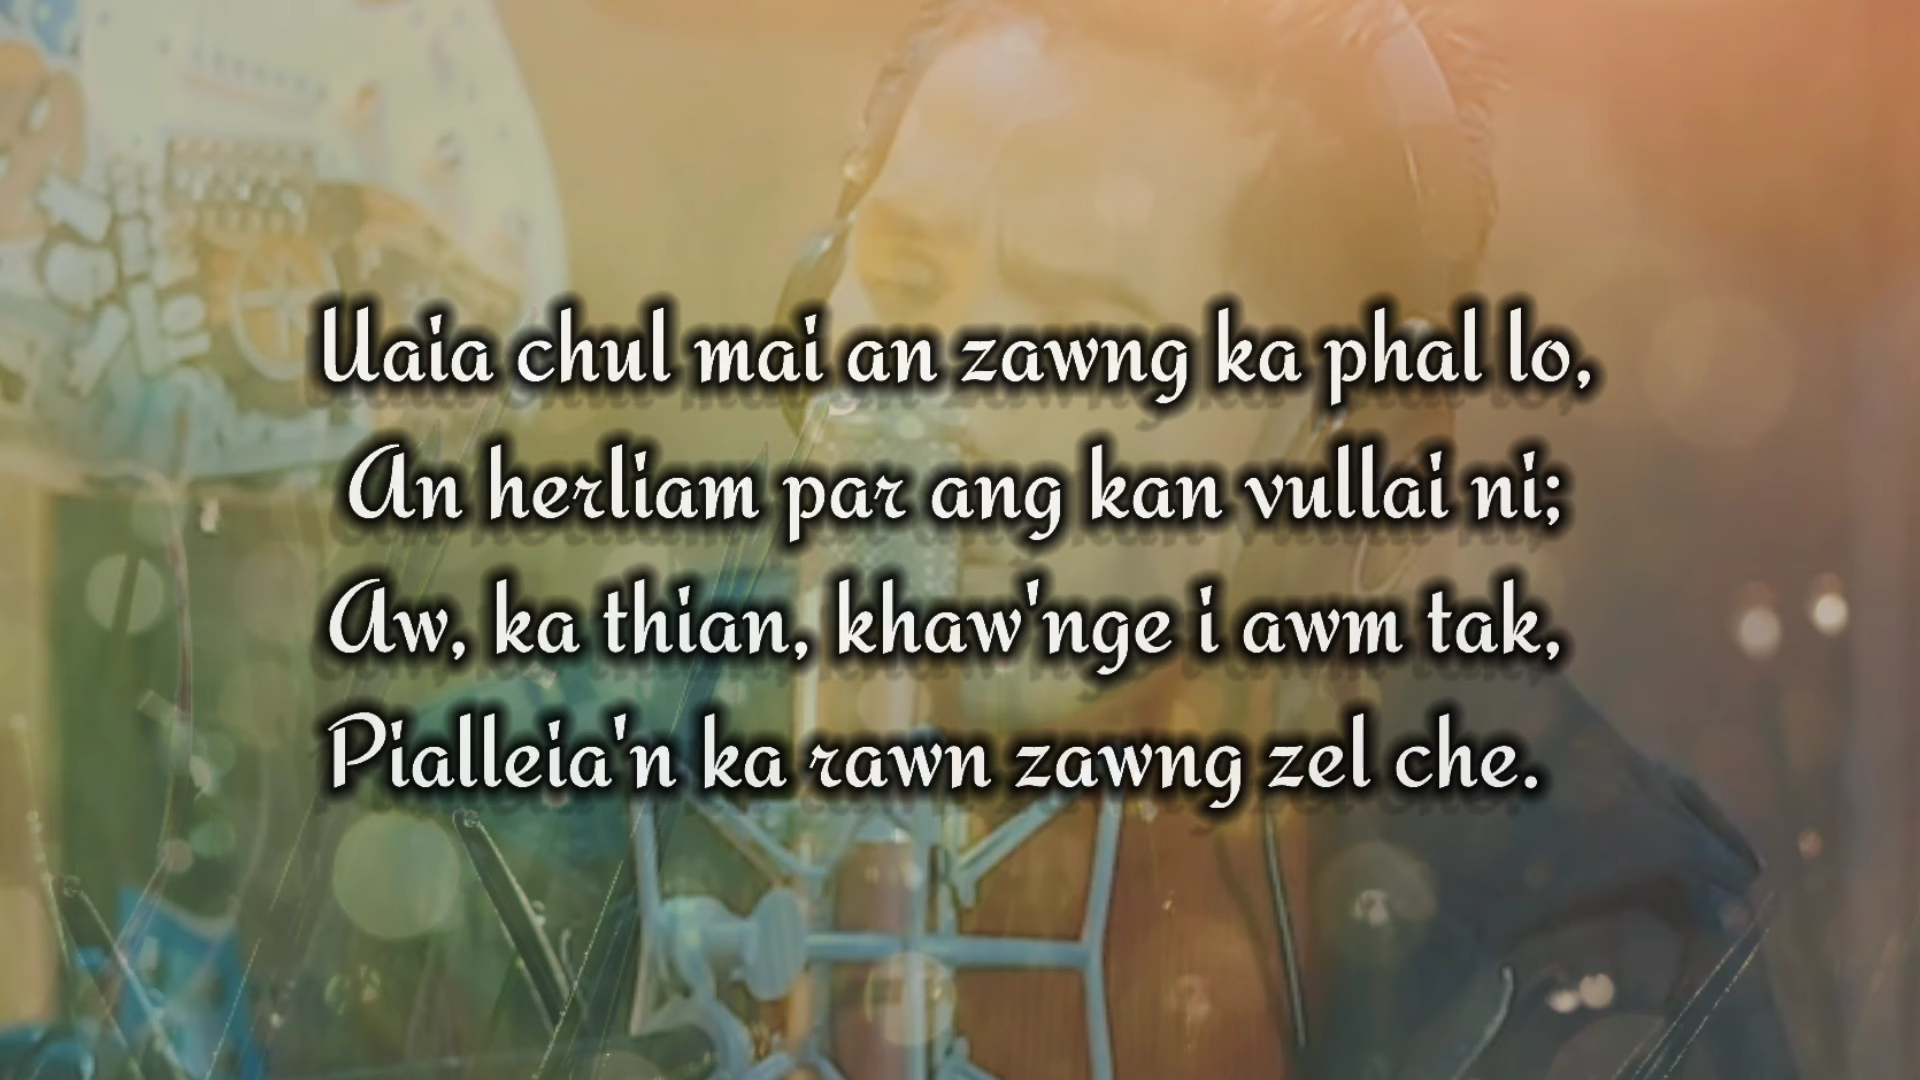 Uaia chul mai an zawng ka phal lo,
An herliam par ang kan vullai ni;
Aw, ka thian, khaw'nge i awm tak,
Pialleia'n ka rawn zawng zel che.